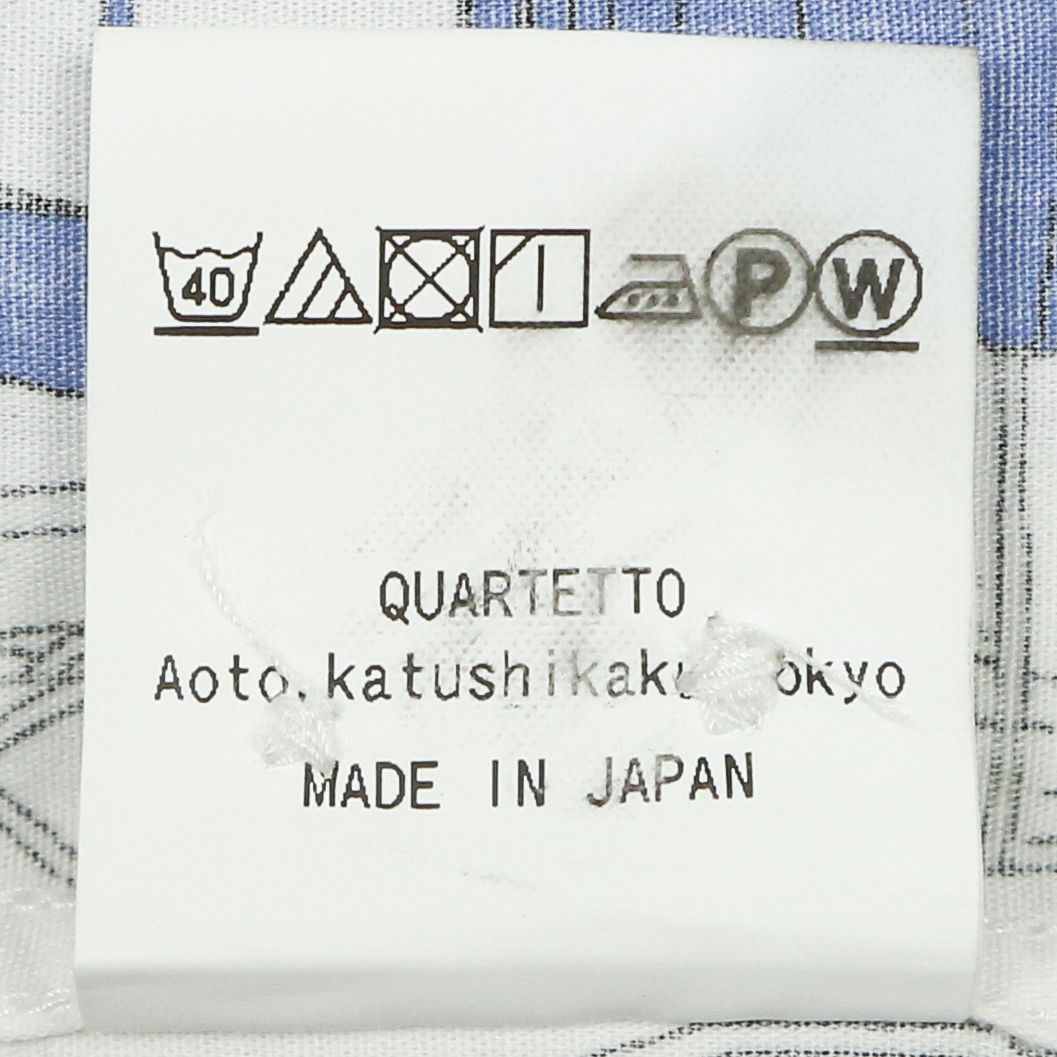 40 P W
QUARTETTO
Aoto.katushikaku
MADE IN JAPAN